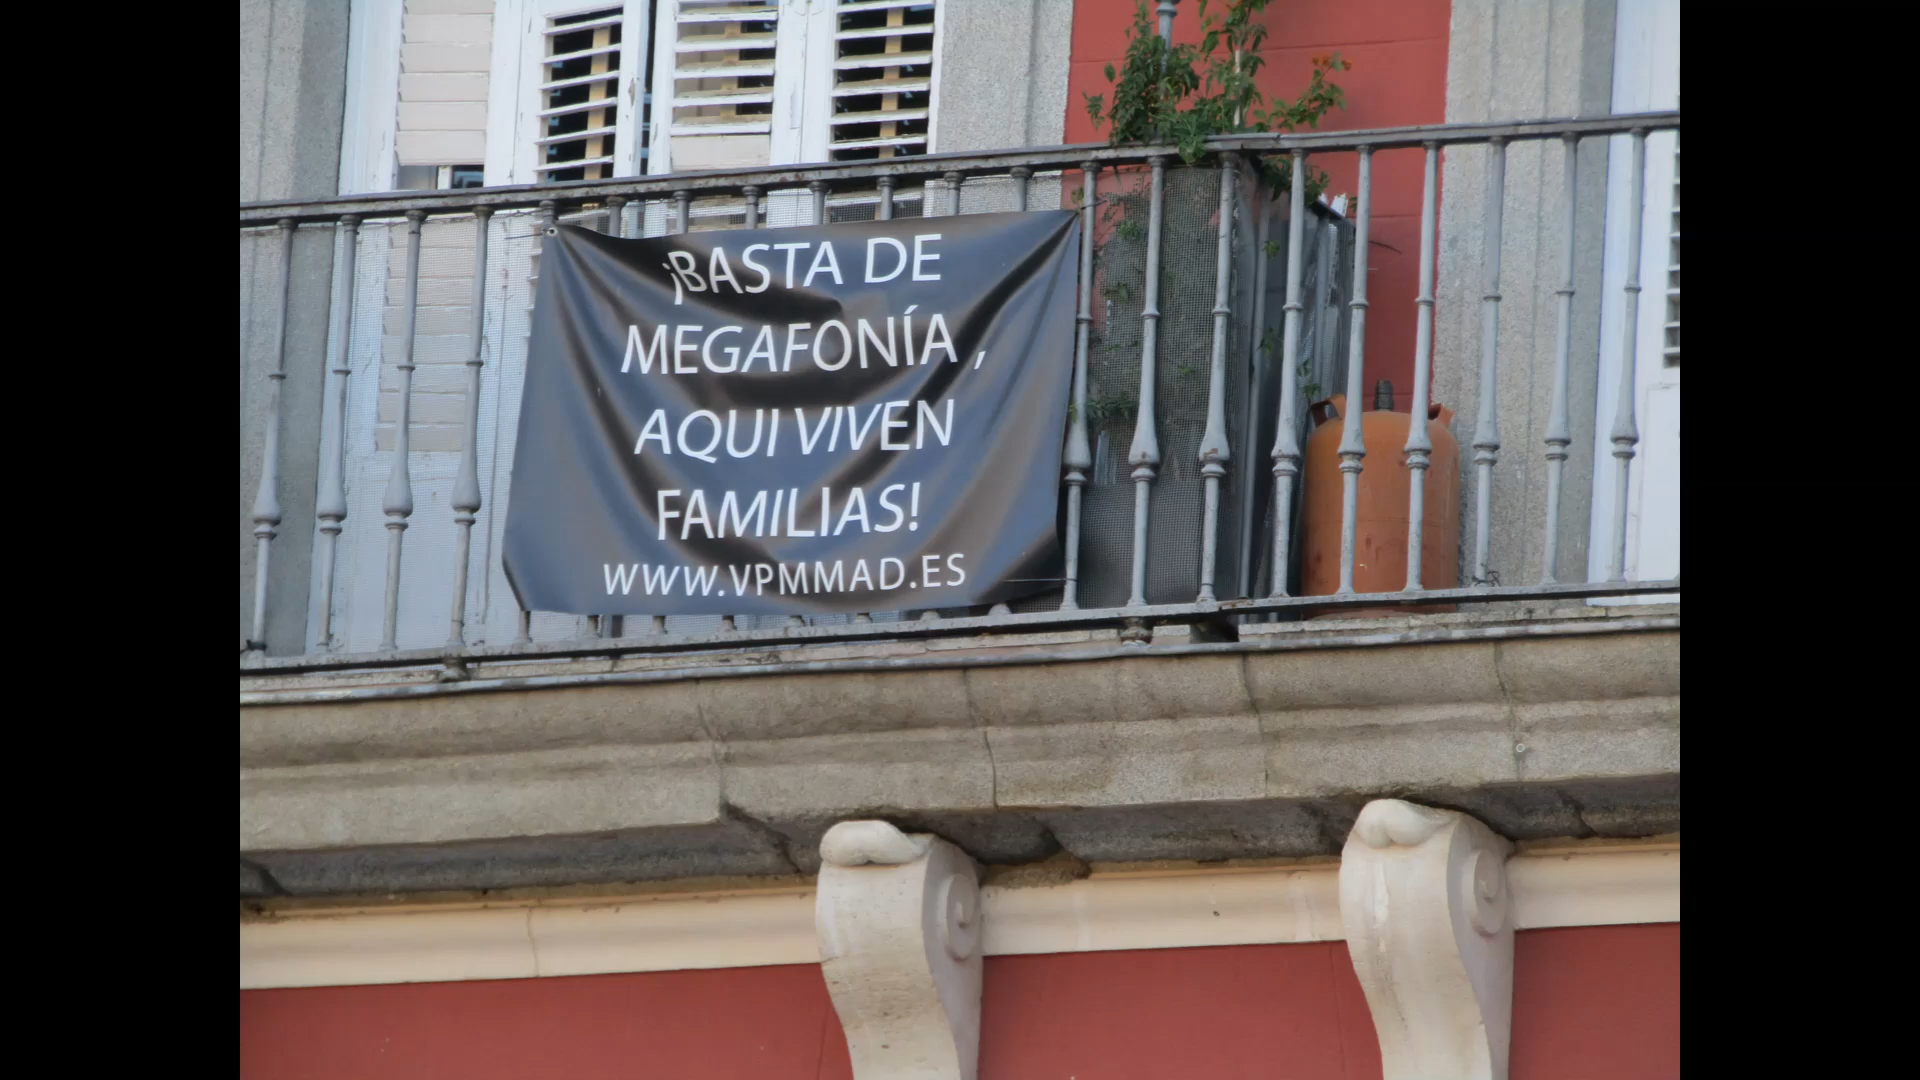 ¡BASTA DE
MEGAFONÍA ,
AQUI VIVEN
FAMILIAS!
WWW.VPMMAD.ES